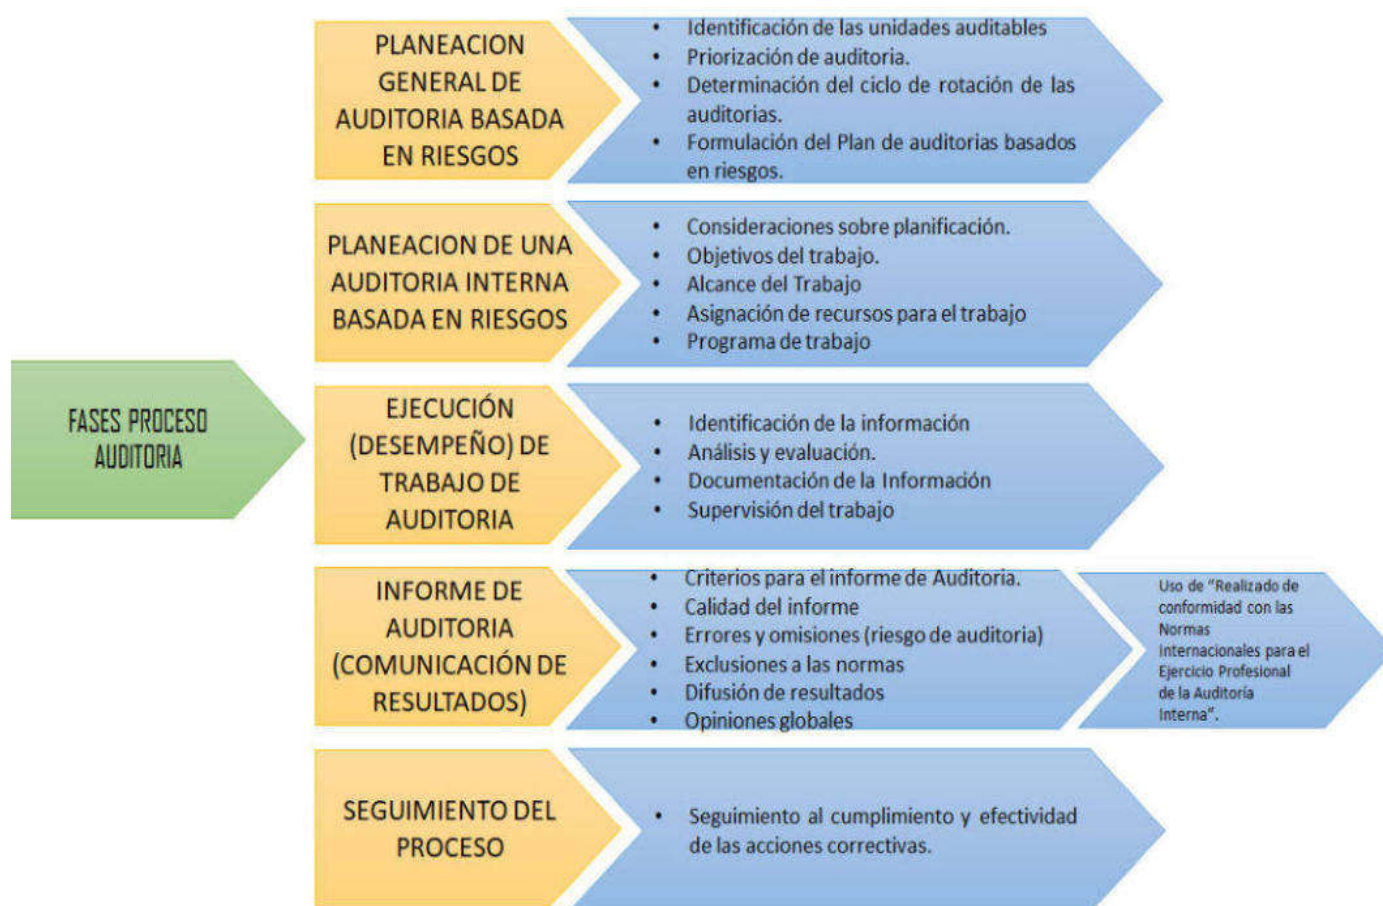 FASES PROCESO
AUDITORIA
PLANEACION
GENERAL DE
AUDITORIA BASADA
EN RIESGOS
• Identificación de las unidades auditables
• Priorización de auditoria.
• Determinación del ciclo de rotación de las
auditorias.
• Formulación del Plan de auditorias basados
en riesgos.
PLANEACION DE UNA
AUDITORIA INTERNA
BASADA EN RIESGOS
• Consideraciones sobre planificación.
• Objetivos del trabajo.
• Alcance del Trabajo
• Asignación de recursos para el trabajo
• Programa de trabajo
EJECUCIÓN
(DESEMPEÑO) DE
TRABAJO DE
AUDITORIA
• Identificación de la información
• Análisis y evaluación.
• Documentación de la Información
• Supervisión del trabajo
INFORME DE
AUDITORIA
(COMUNICACIÓN DE
RESULTADOS)
• Criterios para el informe de Auditoria.
• Calidad del informe
• Errores y omisiones (riesgo de auditoria)
• Exclusiones a las normas
• Difusión de resultados
• Opiniones globales
Uso de "Realizado de
conformidad con las
Normas
Internacionales para el
Ejercicio Profesional
de la Auditoría
Interna".
SEGUIMIENTO DEL
PROCESO
• Seguimiento al cumplimiento y efectividad
de las acciones correctivas.